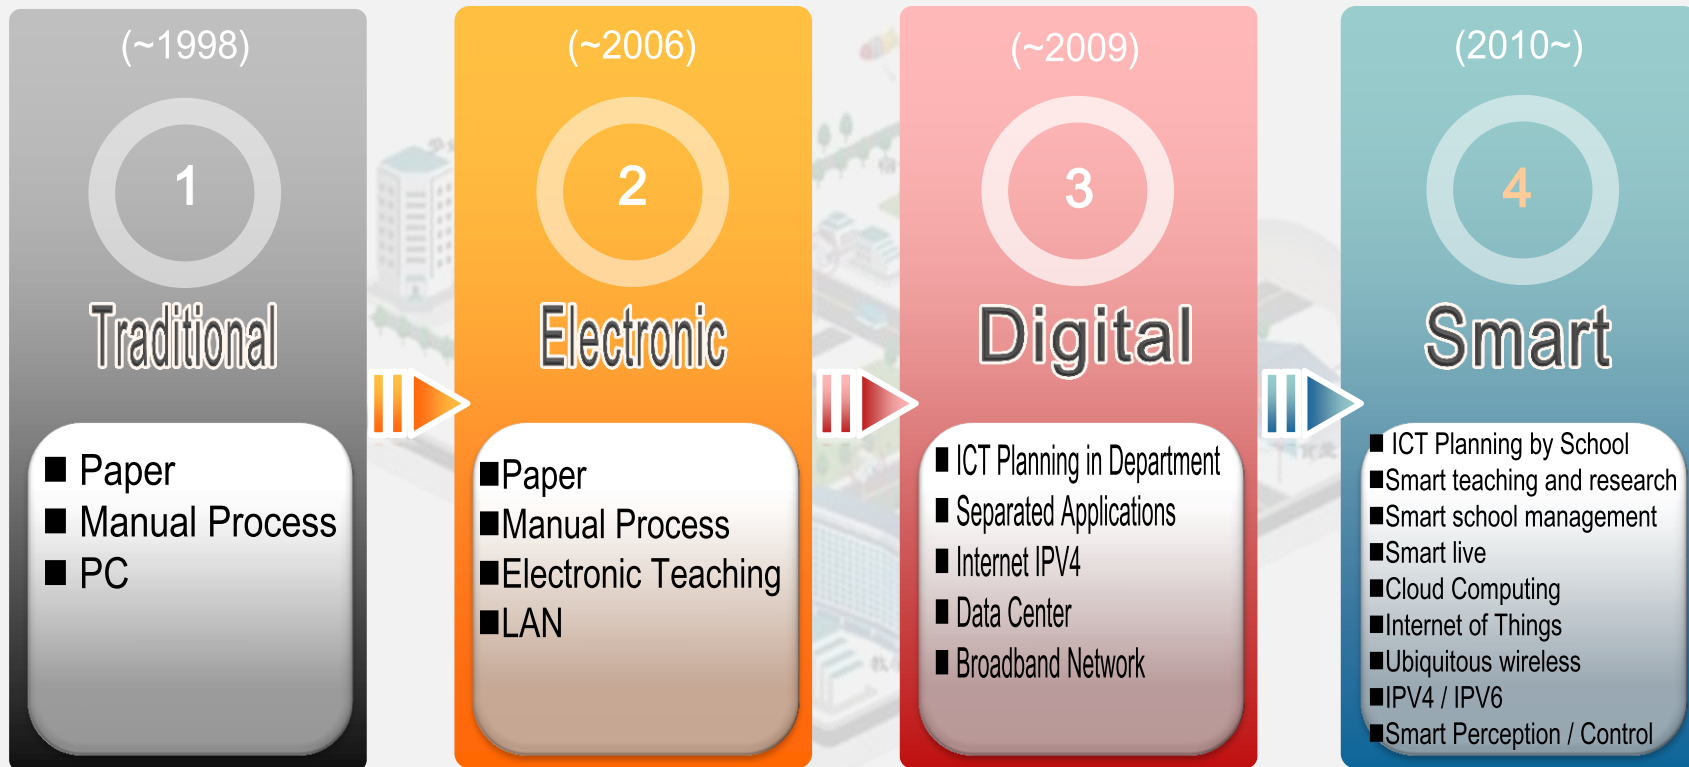 (~1998)
1
Traditional
■ Paper
■ Manual Process
■ PC
(~2006)
2
Electronic
■Paper
■Manual Process
■Electronic Teaching
■LAN
(~2009)
3
Digital
■ ICT Planning in Department
■ Separated Applications
■ Internet IPV4
■ Data Center
■ Broadband Network
(2010~)
4
Smart
■ ICT Planning by School
■Smart teaching and research
■Smart school management
■Smart live
■Cloud Computing
■Internet of Things
■Ubiquitous wireless
■IPV4 / IPV6
■Smart Perception / Control